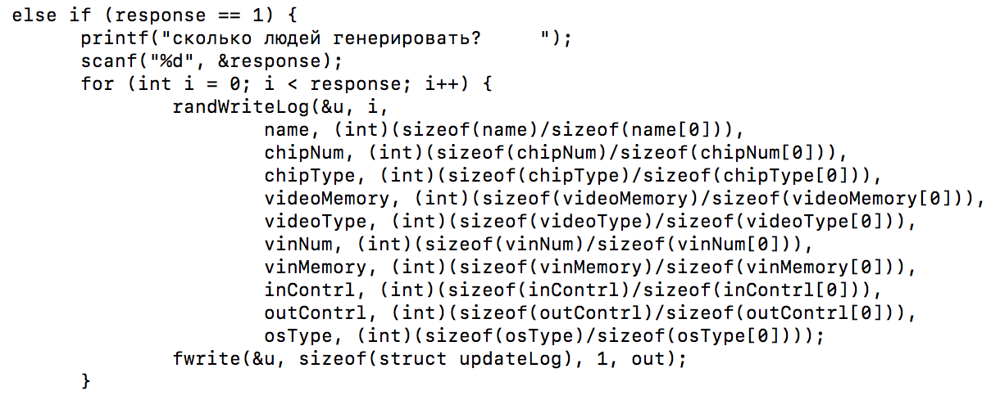 else if (response == 1) {
printf("сколько людей генерировать?     ");
scanf("%d", &response);
for (int i = 0; i < response; i++) {
randWriteLog(&u, i,
name, (int)(sizeof(name)/sizeof(name[0])),
chipNum, (int)(sizeof(chipNum)/sizeof(chipNum[0])),
chipType, (int)(sizeof(chipType)/sizeof(chipType[0])),
videoMemory, (int)(sizeof(videoMemory)/sizeof(videoMemory[0])),
videoType, (int)(sizeof(videoType)/sizeof(videoType[0])),
vinNum, (int)(sizeof(vinNum)/sizeof(vinNum[0])),
vinMemory, (int)(sizeof(vinMemory)/sizeof(vinMemory[0])),
inContrl, (int)(sizeof(inContrl)/sizeof(inContrl[0])),
outContrl, (int)(sizeof(outContrl)/sizeof(outContrl[0])),
osType, (int)(sizeof(osType)/sizeof(osType[0])));
fwrite(&u, sizeof(struct updateLog), 1, out);
}